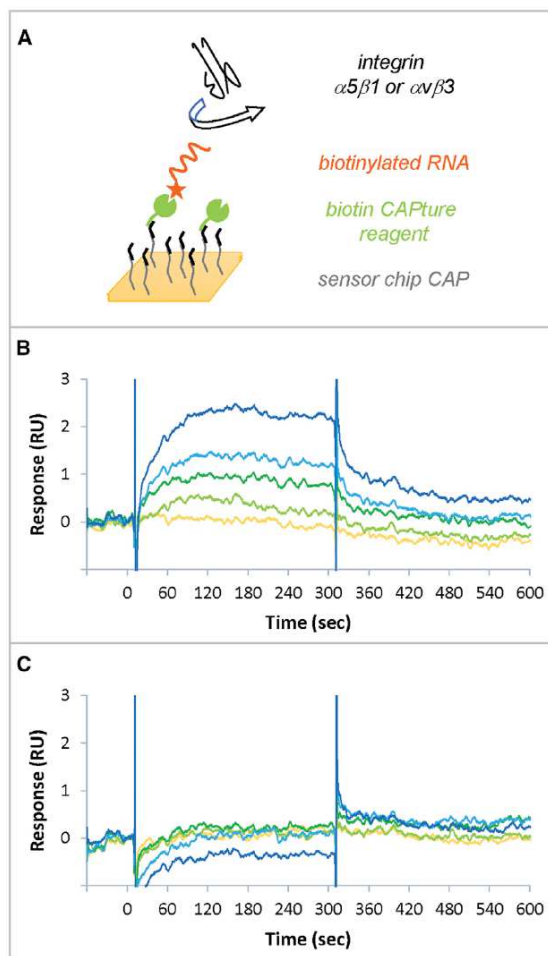 A
integrin
α5β1 or αvβ3
biotinylated RNA
biotin CAPture
reagent
sensor chip CAP
B
3
2
1
0
Response (RU)
0 60 120 180 240 300 360 420 480 540 600
Time (sec)
C
3
2
1
0
Response (RU)
0 60 120 180 240 300 360 420 480 540 600
Time (sec)